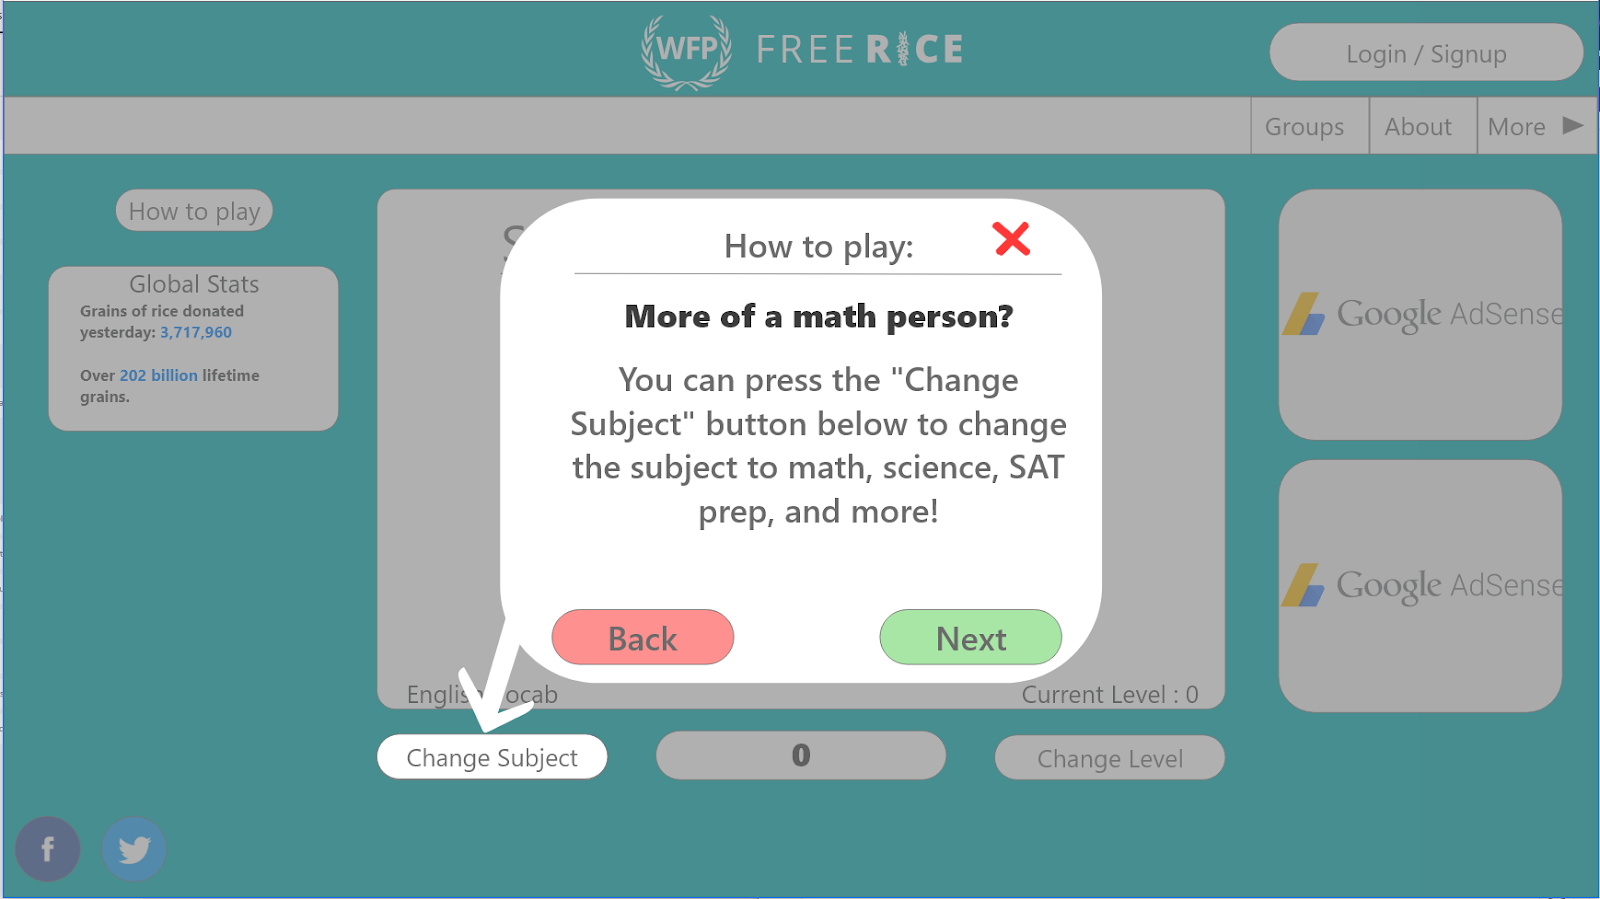 WFP FREE RICE
Login / Signup
Groups
About
More
How to play
Global Stats
Grains of rice donated
yesterday: 3,717,960
Over 202 billion lifetime
grains.
How to play:
More of a math person?
You can press the "Change
Subject" button below to change
the subject to math, science, SAT
prep, and more!
Back
Next
Current Level : 0
Change Subject
0
Change Level
Google AdSense
Google AdSense
f